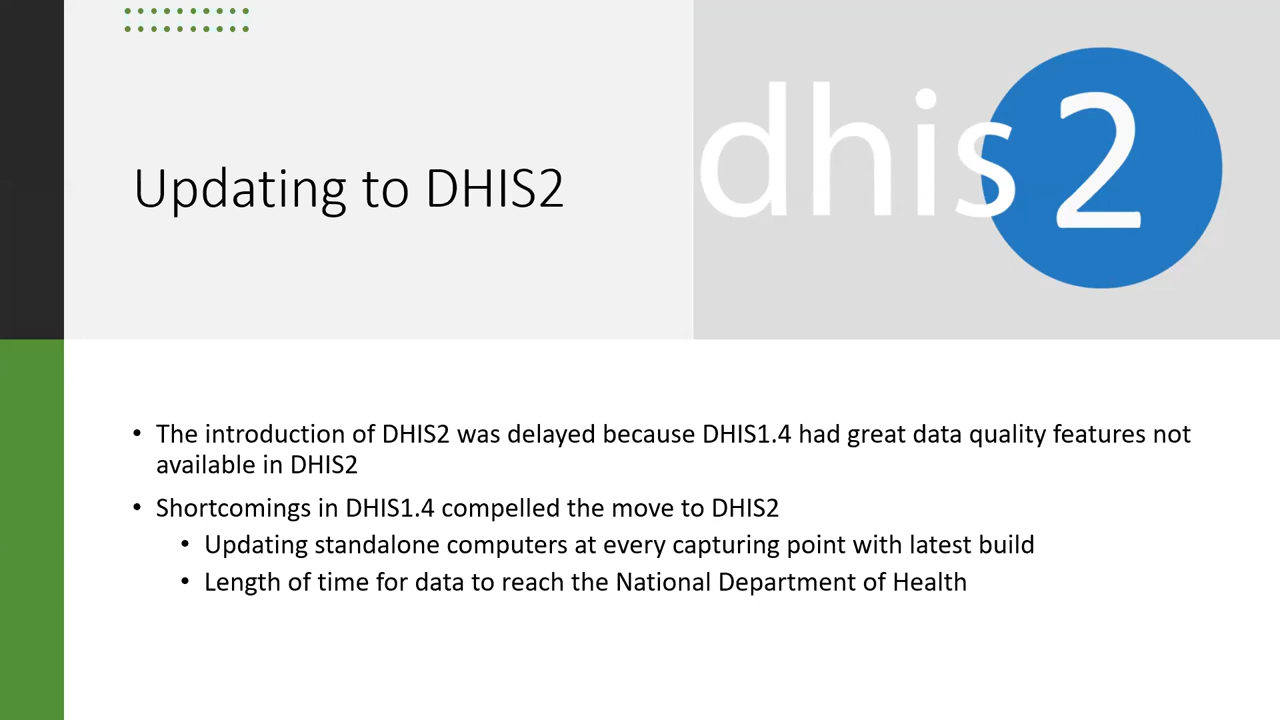 dhis2
Updating to DHIS2
• The introduction of DHIS2 was delayed because DHIS1.4 had great data quality features not
available in DHIS2
• Shortcomings in DHIS1.4 compelled the move to DHIS2
• Updating standalone computers at every capturing point with latest build
• Length of time for data to reach the National Department of Health